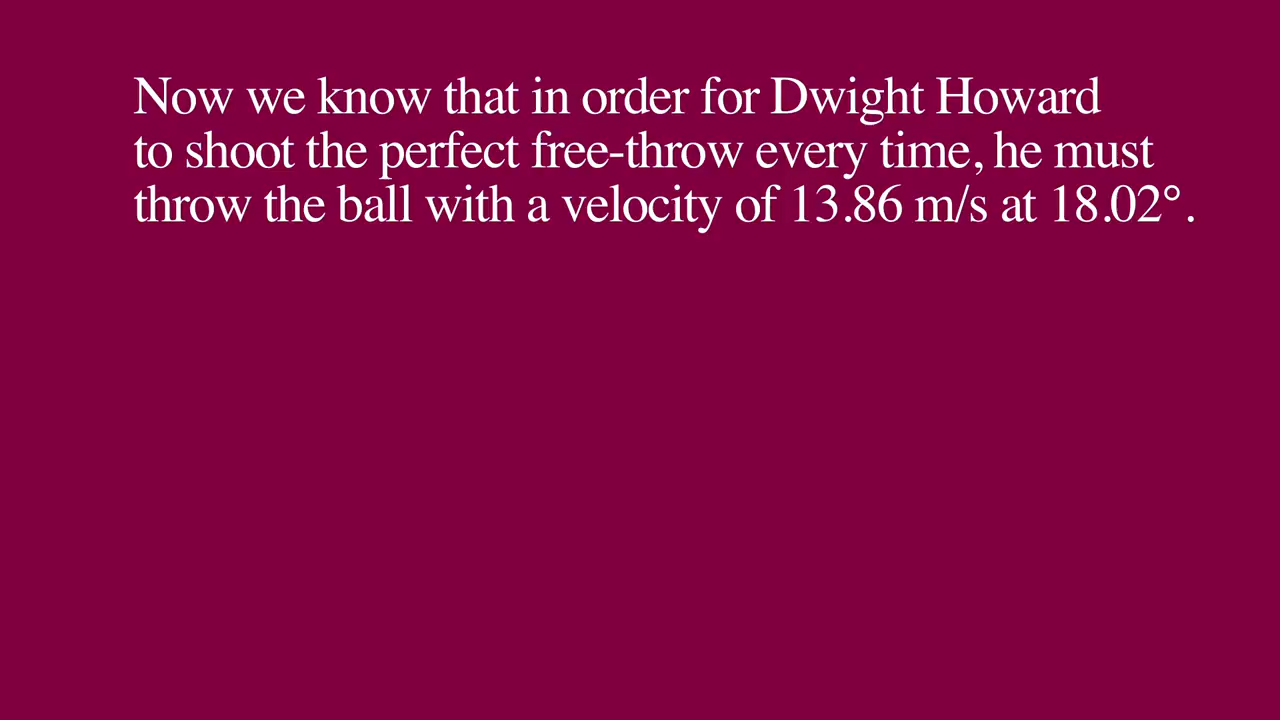 Now we know that in order for Dwight Howard
to shoot the perfect free-throw every time, he must
throw the ball with a velocity of 13.86 m/s at 18.02°.